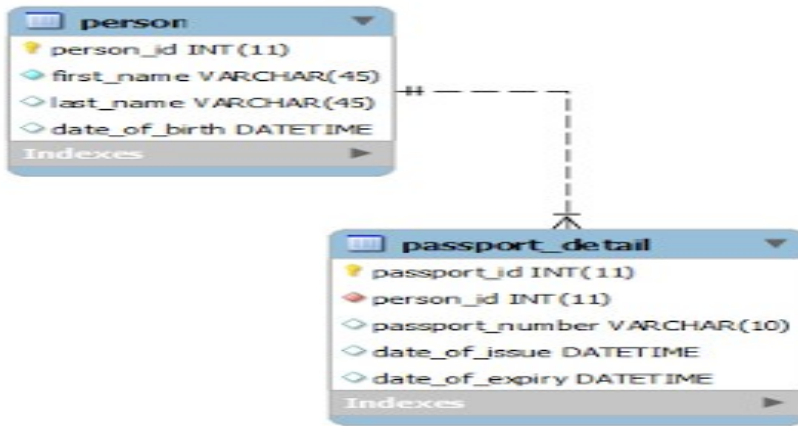 person
person_id INT(11)
first_name VARCHAR(45)
last_name VARCHAR(45)
date_of_birth DATETIME
Indexes
passport_detail
passport_id INT(11)
person_id INT(11)
passport_number VARCHAR(10)
date_of_issue DATETIME
date_of_expiry DATETIME
Indexes